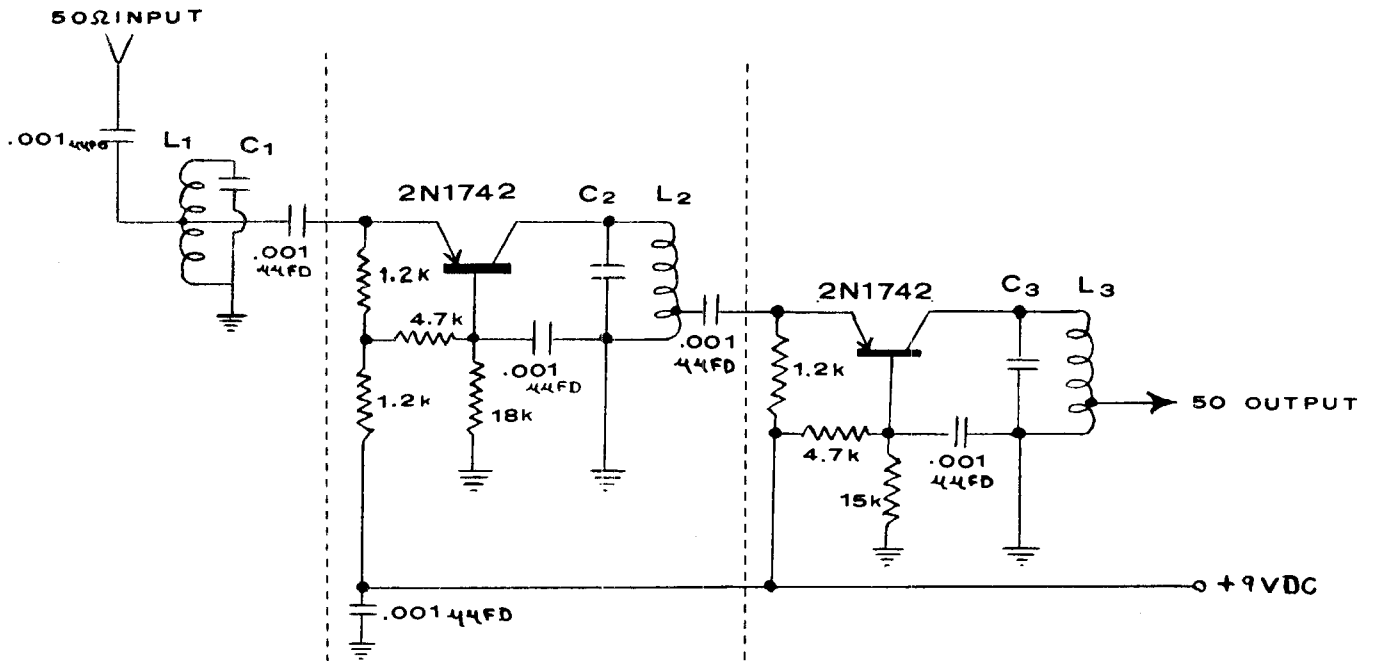 50Ω INPUT
.001 µµFD
L1
C1
.001
µµFD
2N1742
C2
L2
1.2k
4.7k
.001
µµFD
1.2k
18k
.001
µµFD
2N1742
C3
L3
1.2k
50 OUTPUT
4.7k
.001
µµFD
15k
+9VDC
.001 µµFD